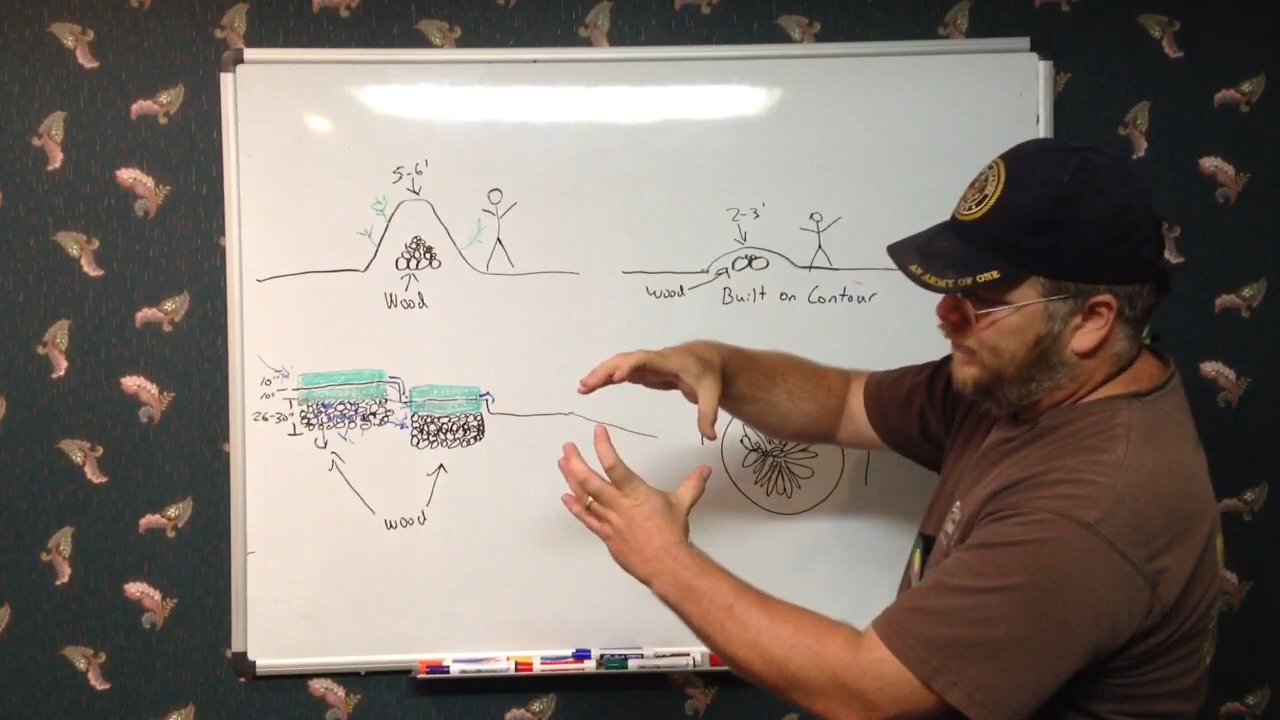 5-6'
Wood
2-3'
wood
Built on Contour
10"
10"
26-30"
wood
AN ARMY OF ONE